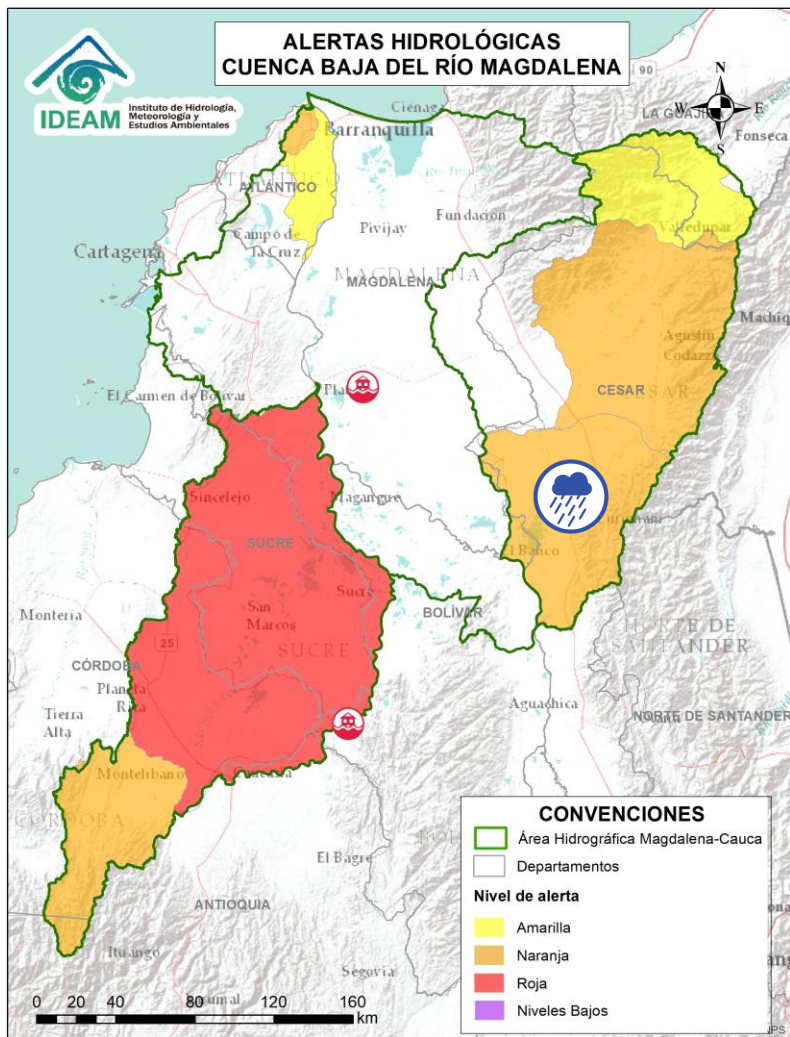 ALERTAS HIDROLÓGICAS
CUENCA BAJA DEL RÍO MAGDALENA
IDEAM
Instituto de Hidrología,
Meteorología y
Estudios Ambientales
N
W
E
S
90
Ciénaga
LA GUAJIRA
Fonseca
Barranquilla
ATLÁNTICO
Pivijay
Fundación
Valledupar
Cartagena
Campo de
La Cruz
MAGDALENA
MAGDALENA
Agustín
Codazzi
CESAR
El Carmen de Bolívar
Sincelejo
Magangue
El Banco
SUCRE
Sucre
San
Marcos
SUCRE
BOLÍVAR
Montería
CÓRDOBA
25
Planeta
Rica
Tierra
Alta
NORTE DE
SANTANDER
Aguachica
NORTE DE SANTANDER
Montelibano
CÓRDOBA
El Bagre
ANTIOQUIA
Ituango
Segovia
CONVENCIONES
Área Hidrográfica Magdalena-Cauca
Departamentos
Nivel de alerta
Amarilla
Naranja
Roja
Niveles Bajos
0 20 40 80 120 160
km